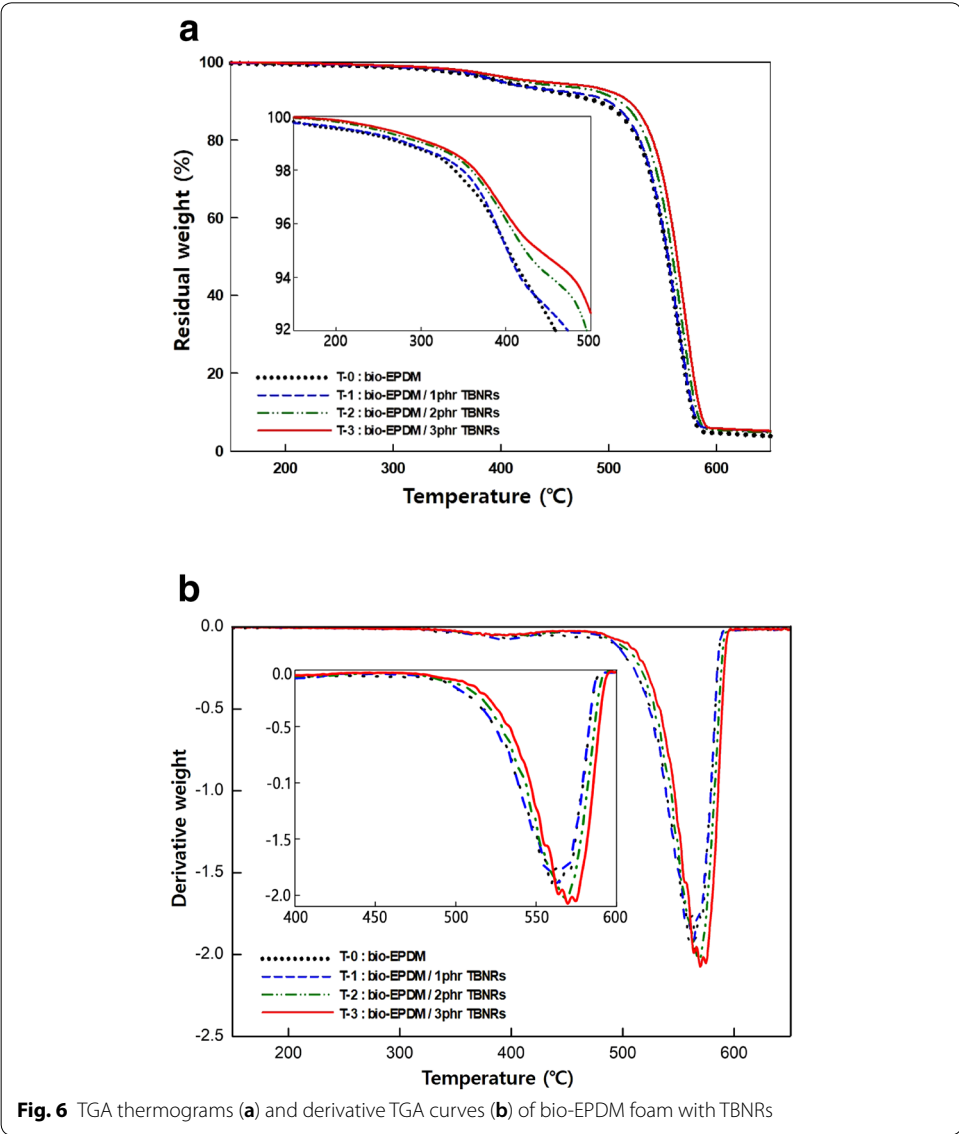 a
Residual weight (%)
100
80
60
40
20
0
100
98
96
94
92
200 300 400 500
T-0 : bio-EPDM
T-1 : bio-EPDM / 1phr TBNRs
T-2 : bio-EPDM / 2phr TBNRs
T-3 : bio-EPDM / 3phr TBNRs
200 300 400 500 600
Temperature (℃)
b
Derivative weight
0.0
-0.5
-1.0
-1.5
-2.0
-2.5
0.0
-0.5
-0.1
-1.5
-2.0
400 450 500 550 600
T-0 : bio-EPDM
T-1 : bio-EPDM / 1phr TBNRs
T-2 : bio-EPDM / 2phr TBNRs
T-3 : bio-EPDM / 3phr TBNRs
200 300 400 500 600
Temperature (℃)
Fig. 6 TGA thermograms (a) and derivative TGA curves (b) of bio-EPDM foam with TBNRs